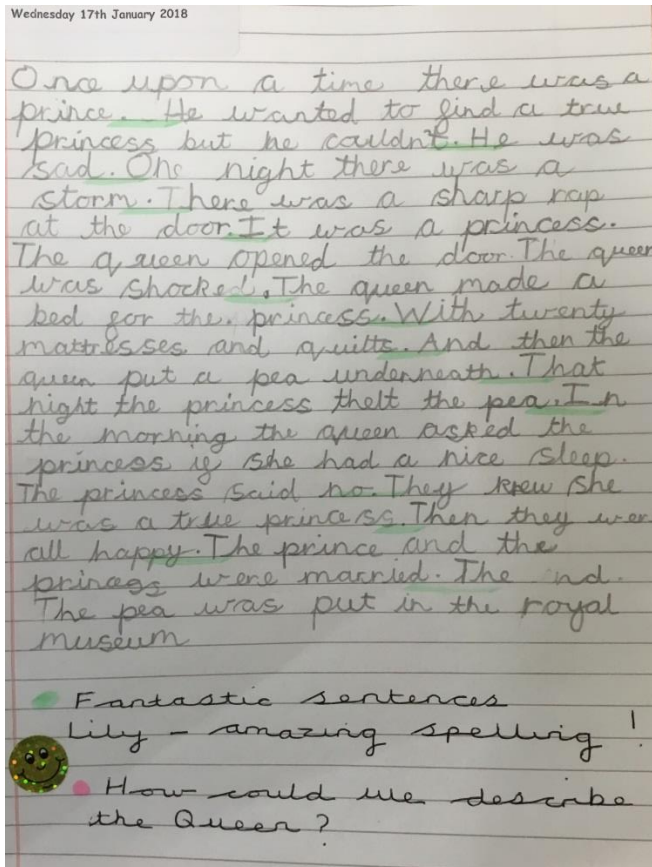 Wednesday 17th January 2018
Once upon a time there was a
prince. He wanted to find a true
princess but he couldn't. He was
sad. One night there was a
storm. There was a sharp rap
at the door. It was a princess.
The queen opened the door. The queen
was shocked. The queen made a
bed for the princess. With twenty
mattresses and quilts. And then the
queen put a pea underneath. That
night the princess thelt the pea. In
the morning the queen asked the
princess if she had a nice sleep.
The princess said no. They knew she
was a true princess. Then they wer
all happy. The prince and the
princess were married. The nd.
The pea was put in the royal
museum
Fantastic sentences
Lily - amazing spelling!
How could we describe
the Queen?